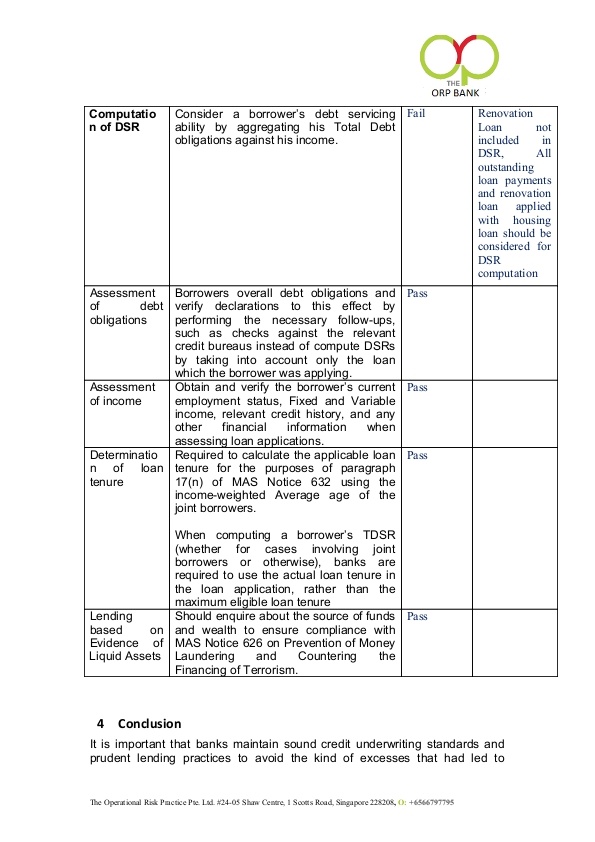 THE
ORP BANK
Computatio
n of DSR
Consider a borrower's debt servicing
ability by aggregating his Total Debt
obligations against his income.
Fail
Renovation
Loan not
included in
DSR, All
outstanding
loan payments
and renovation
loan applied
with housing
loan should be
considered for
DSR
computation
Assessment
of debt
obligations
Borrowers overall debt obligations and
verify declarations to this effect by
performing the necessary follow-ups,
such as checks against the relevant
credit bureaus instead of compute DSRs
by taking into account only the loan
which the borrower was applying.
Pass
Assessment
of income
Obtain and verify the borrower's current
employment status, Fixed and Variable
income, relevant credit history, and any
other financial information when
assessing loan applications.
Pass
Determinatio
n of loan
tenure
Required to calculate the applicable loan
tenure for the purposes of paragraph
17(n) of MAS Notice 632 using the
income-weighted Average age of the
joint borrowers.
When computing a borrower's TDSR
(whether for cases involving joint
borrowers or otherwise), banks are
required to use the actual loan tenure in
the loan application, rather than the
maximum eligible loan tenure
Pass
Lending
based on
Evidence of
Liquid Assets
Should enquire about the source of funds
and wealth to ensure compliance with
MAS Notice 626 on Prevention of Money
Laundering and Countering the
Financing of Terrorism.
Pass
4 Conclusion
It is important that banks maintain sound credit underwriting standards and
prudent lending practices to avoid the kind of excesses that had led to
The Operational Risk Practice Pte. Ltd. #24-05 Shaw Centre, 1 Scotts Road, Singapore 228208, O: +6566797795